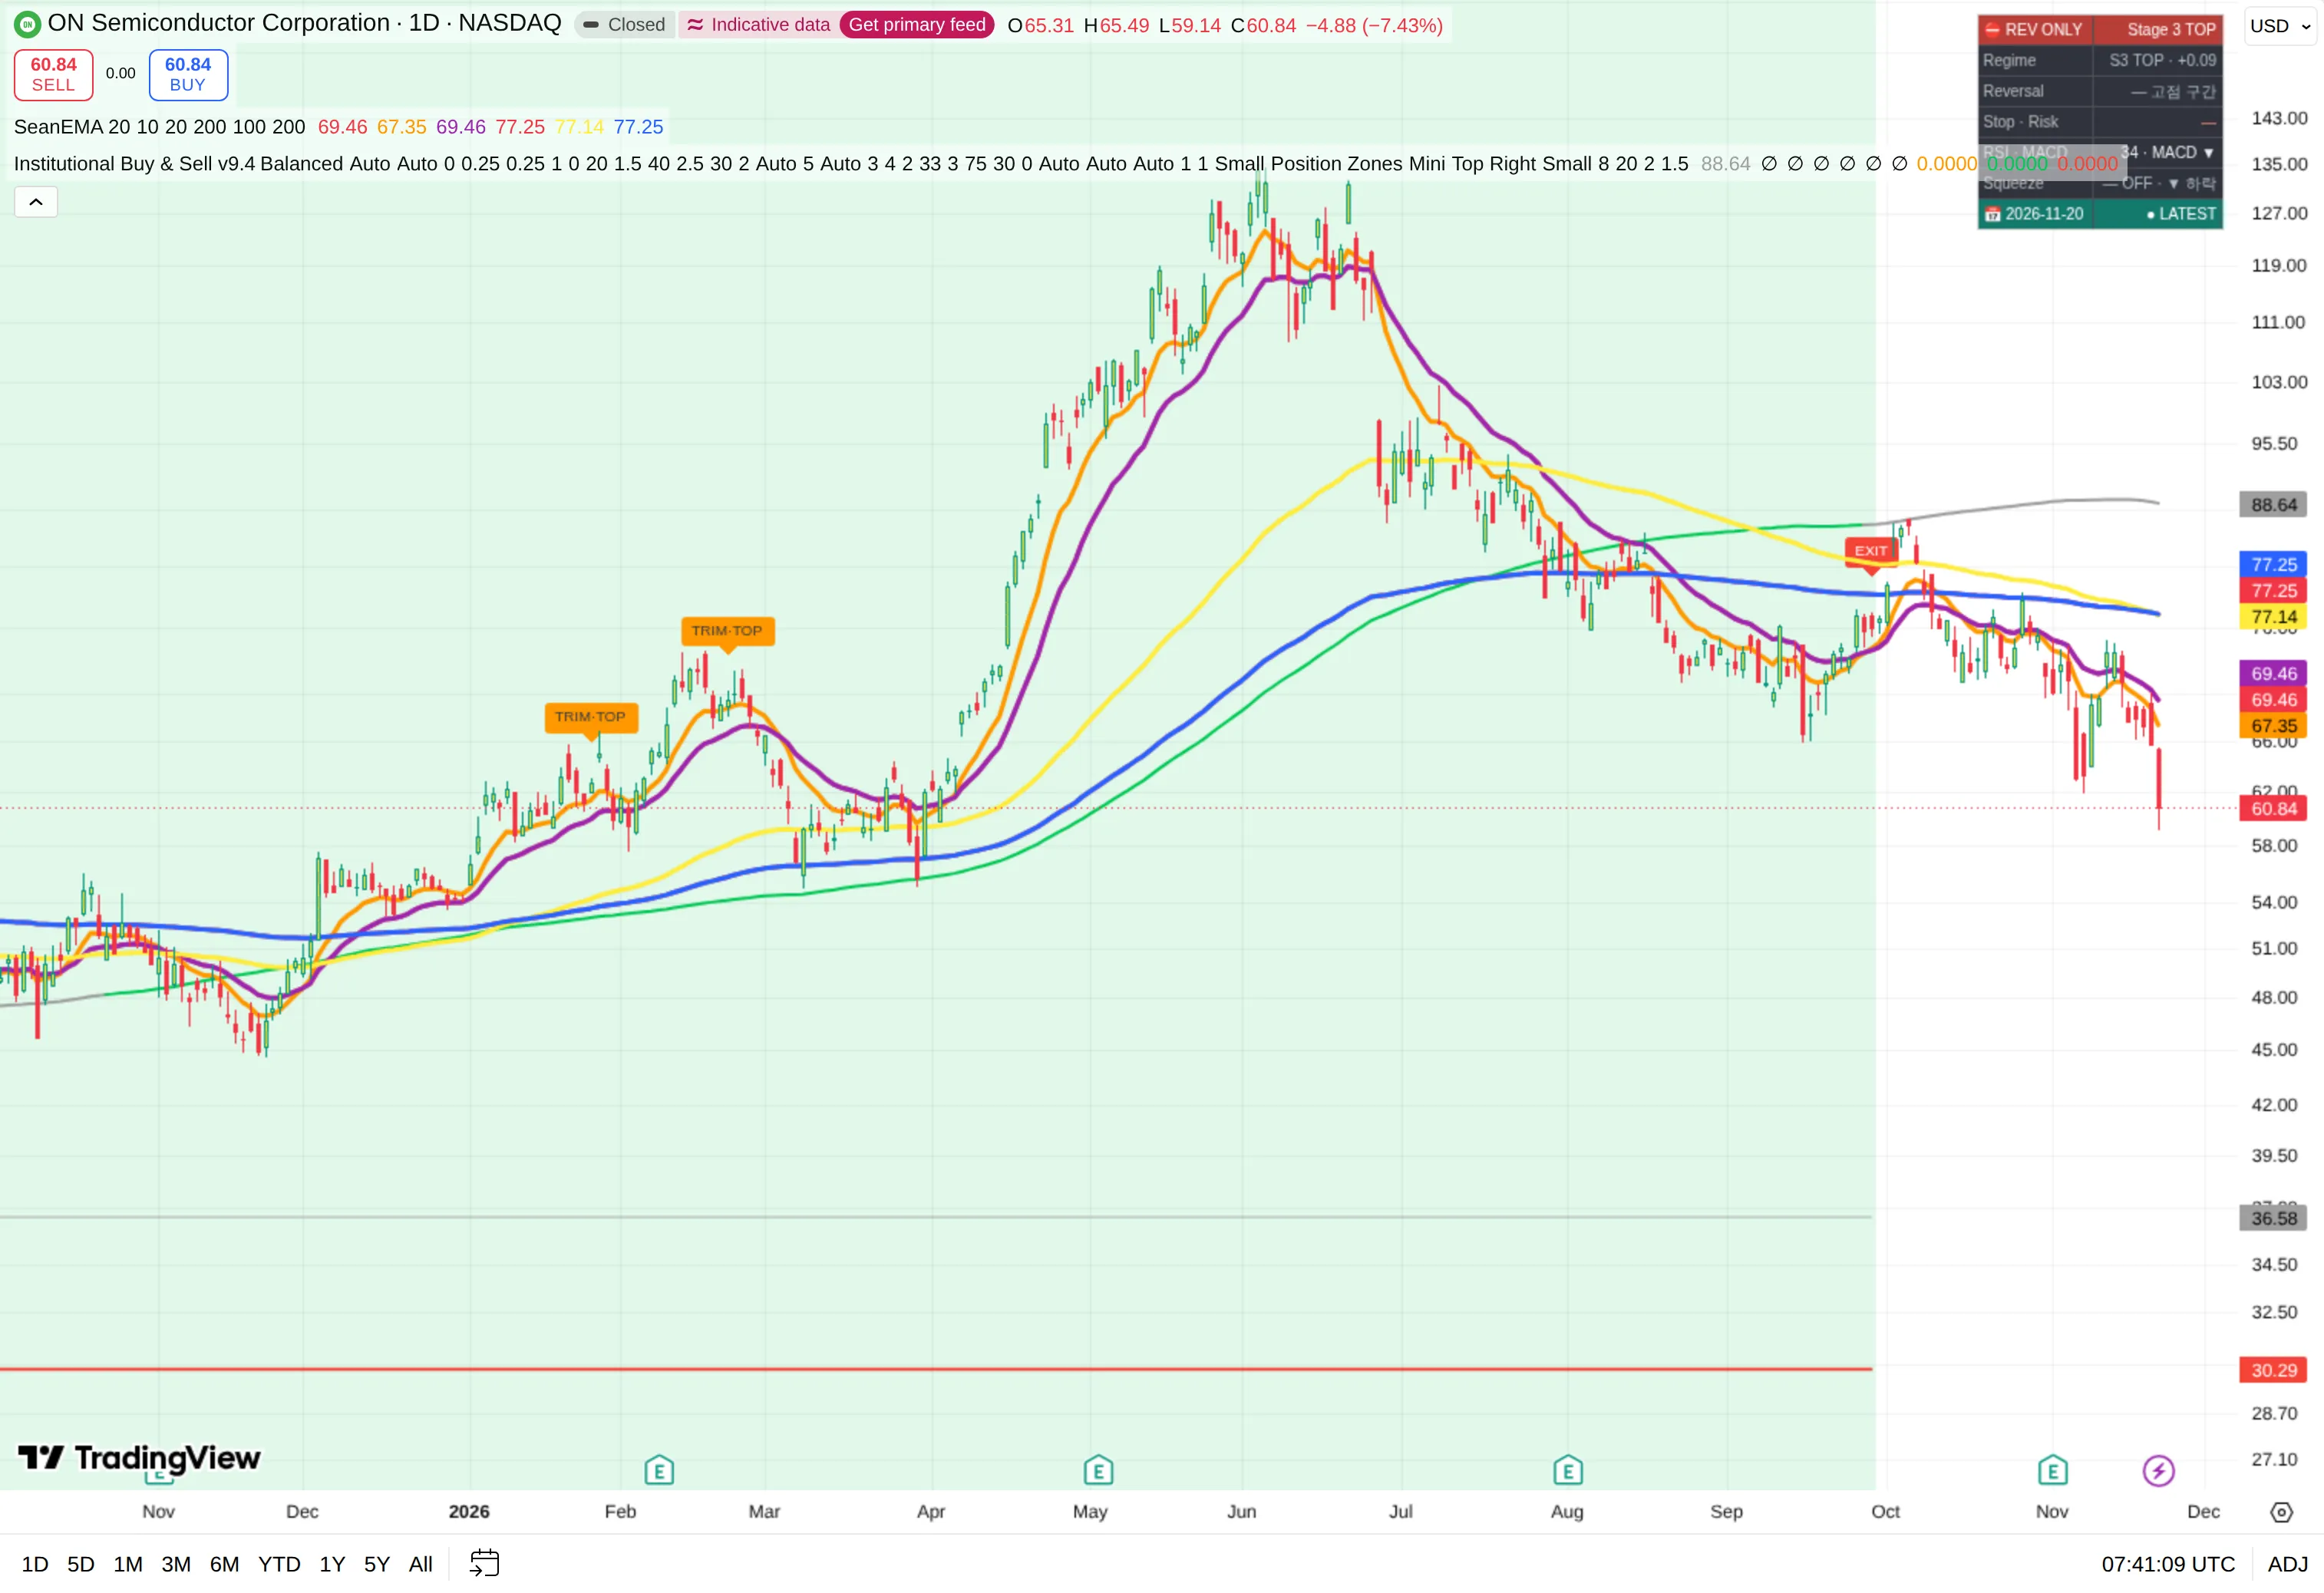 ON Semiconductor Corporation · 1D · NASDAQ Closed Indicative data Get primary feed O65.31 H65.49 L59.14 C60.84 −4.88 (−7.43%)
60.84 SELL 0.00 60.84 BUY
SeanEMA 20 10 20 200 100 200 69.46 67.35 69.46 77.25 77.14 77.25
Institutional Buy & Sell v9.4 Balanced Auto Auto 0 0.25 0.25 1 0 20 1.5 40 2.5 30 2 Auto 5 Auto 3 4 2 33 3 75 30 0 Auto Auto Auto 1 1 Small Position Zones Mini Top Right Small 8 20 2 1.5 88.64 ∅ ∅ ∅ ∅ ∅ ∅ 0.0000 0.0000 0.0000
REV ONLY Stage 3 TOP
Regime S3 TOP · +0.09
Reversal — 고점 구간
Stop · Risk —
RSI · MACD 34 · MACD ▼
Squeeze — OFF · ▼ 하락
2026-11-20 ● LATEST
USD
143.00
135.00
127.00
119.00
111.00
103.00
95.50
88.64
77.25
77.25
77.14
69.46
69.46
67.35
66.00
62.00
60.84
58.00
54.00
51.00
48.00
45.00
42.00
39.50
36.58
34.50
32.50
30.29
28.70
27.10
TRIM·TOP
TRIM·TOP
EXIT
TradingView
E E E E E
Nov Dec 2026 Feb Mar Apr May Jun Jul Aug Sep Oct Nov Dec
1D 5D 1M 3M 6M YTD 1Y 5Y All 07:41:09 UTC ADJ